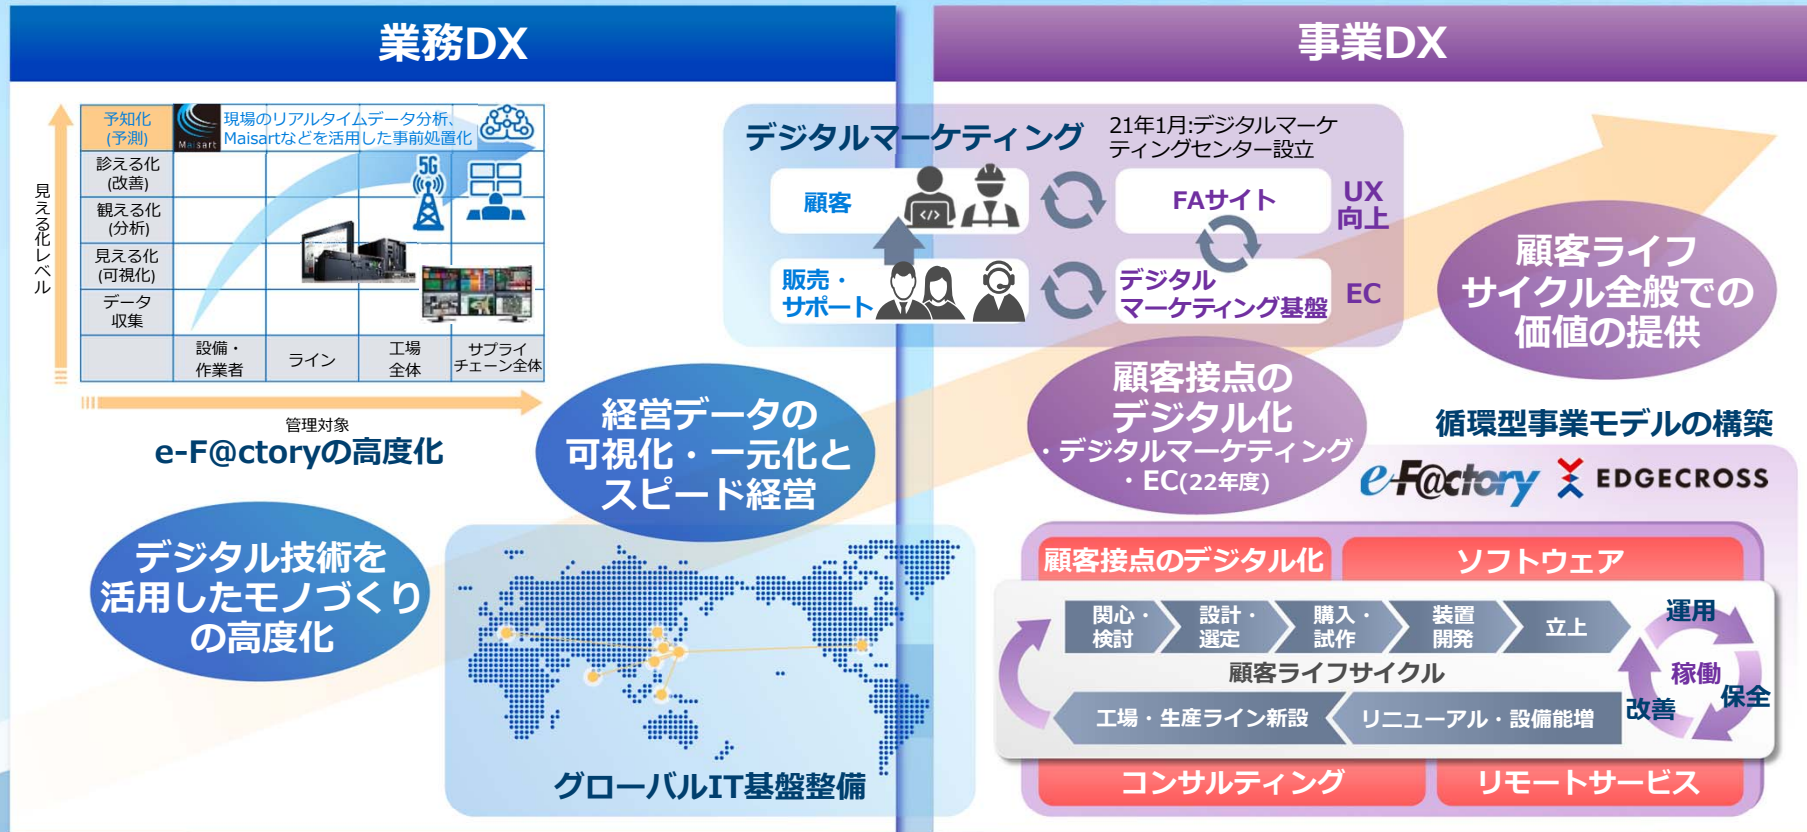 業務DX
見える化レベル
予知化
(予測)
Maisart
現場のリアルタイムデータ分析、
Maisartなどを活用した事前処置化
診える化
(改善)
5G
観える化
(分析)
見える化
(可視化)
データ
収集
設備・
作業者
ライン
工場
全体
サプライ
チェーン全体
管理対象
e-F@ctoryの高度化
デジタル技術を
活用したモノづくり
の高度化
経営データの
可視化・一元化と
スピード経営
グローバルIT基盤整備
事業DX
デジタルマーケティング
21年1月:デジタルマーケ
ティングセンター設立
顧客
</>
FAサイト
UX
向上
販売・
サポート
デジタル
マーケティング基盤
EC
顧客接点の
デジタル化
・デジタルマーケティング
・EC(22年度)
顧客ライフ
サイクル全般での
価値の提供
循環型事業モデルの構築
e-F@ctory
EDGECROSS
顧客接点のデジタル化
ソフトウェア
関心・
検討
設計・
選定
購入・
試作
装置
開発
立上
運用
顧客ライフサイクル
稼働
保全
改善
工場・生産ライン新設
リニューアル・設備能増
コンサルティング
リモートサービス